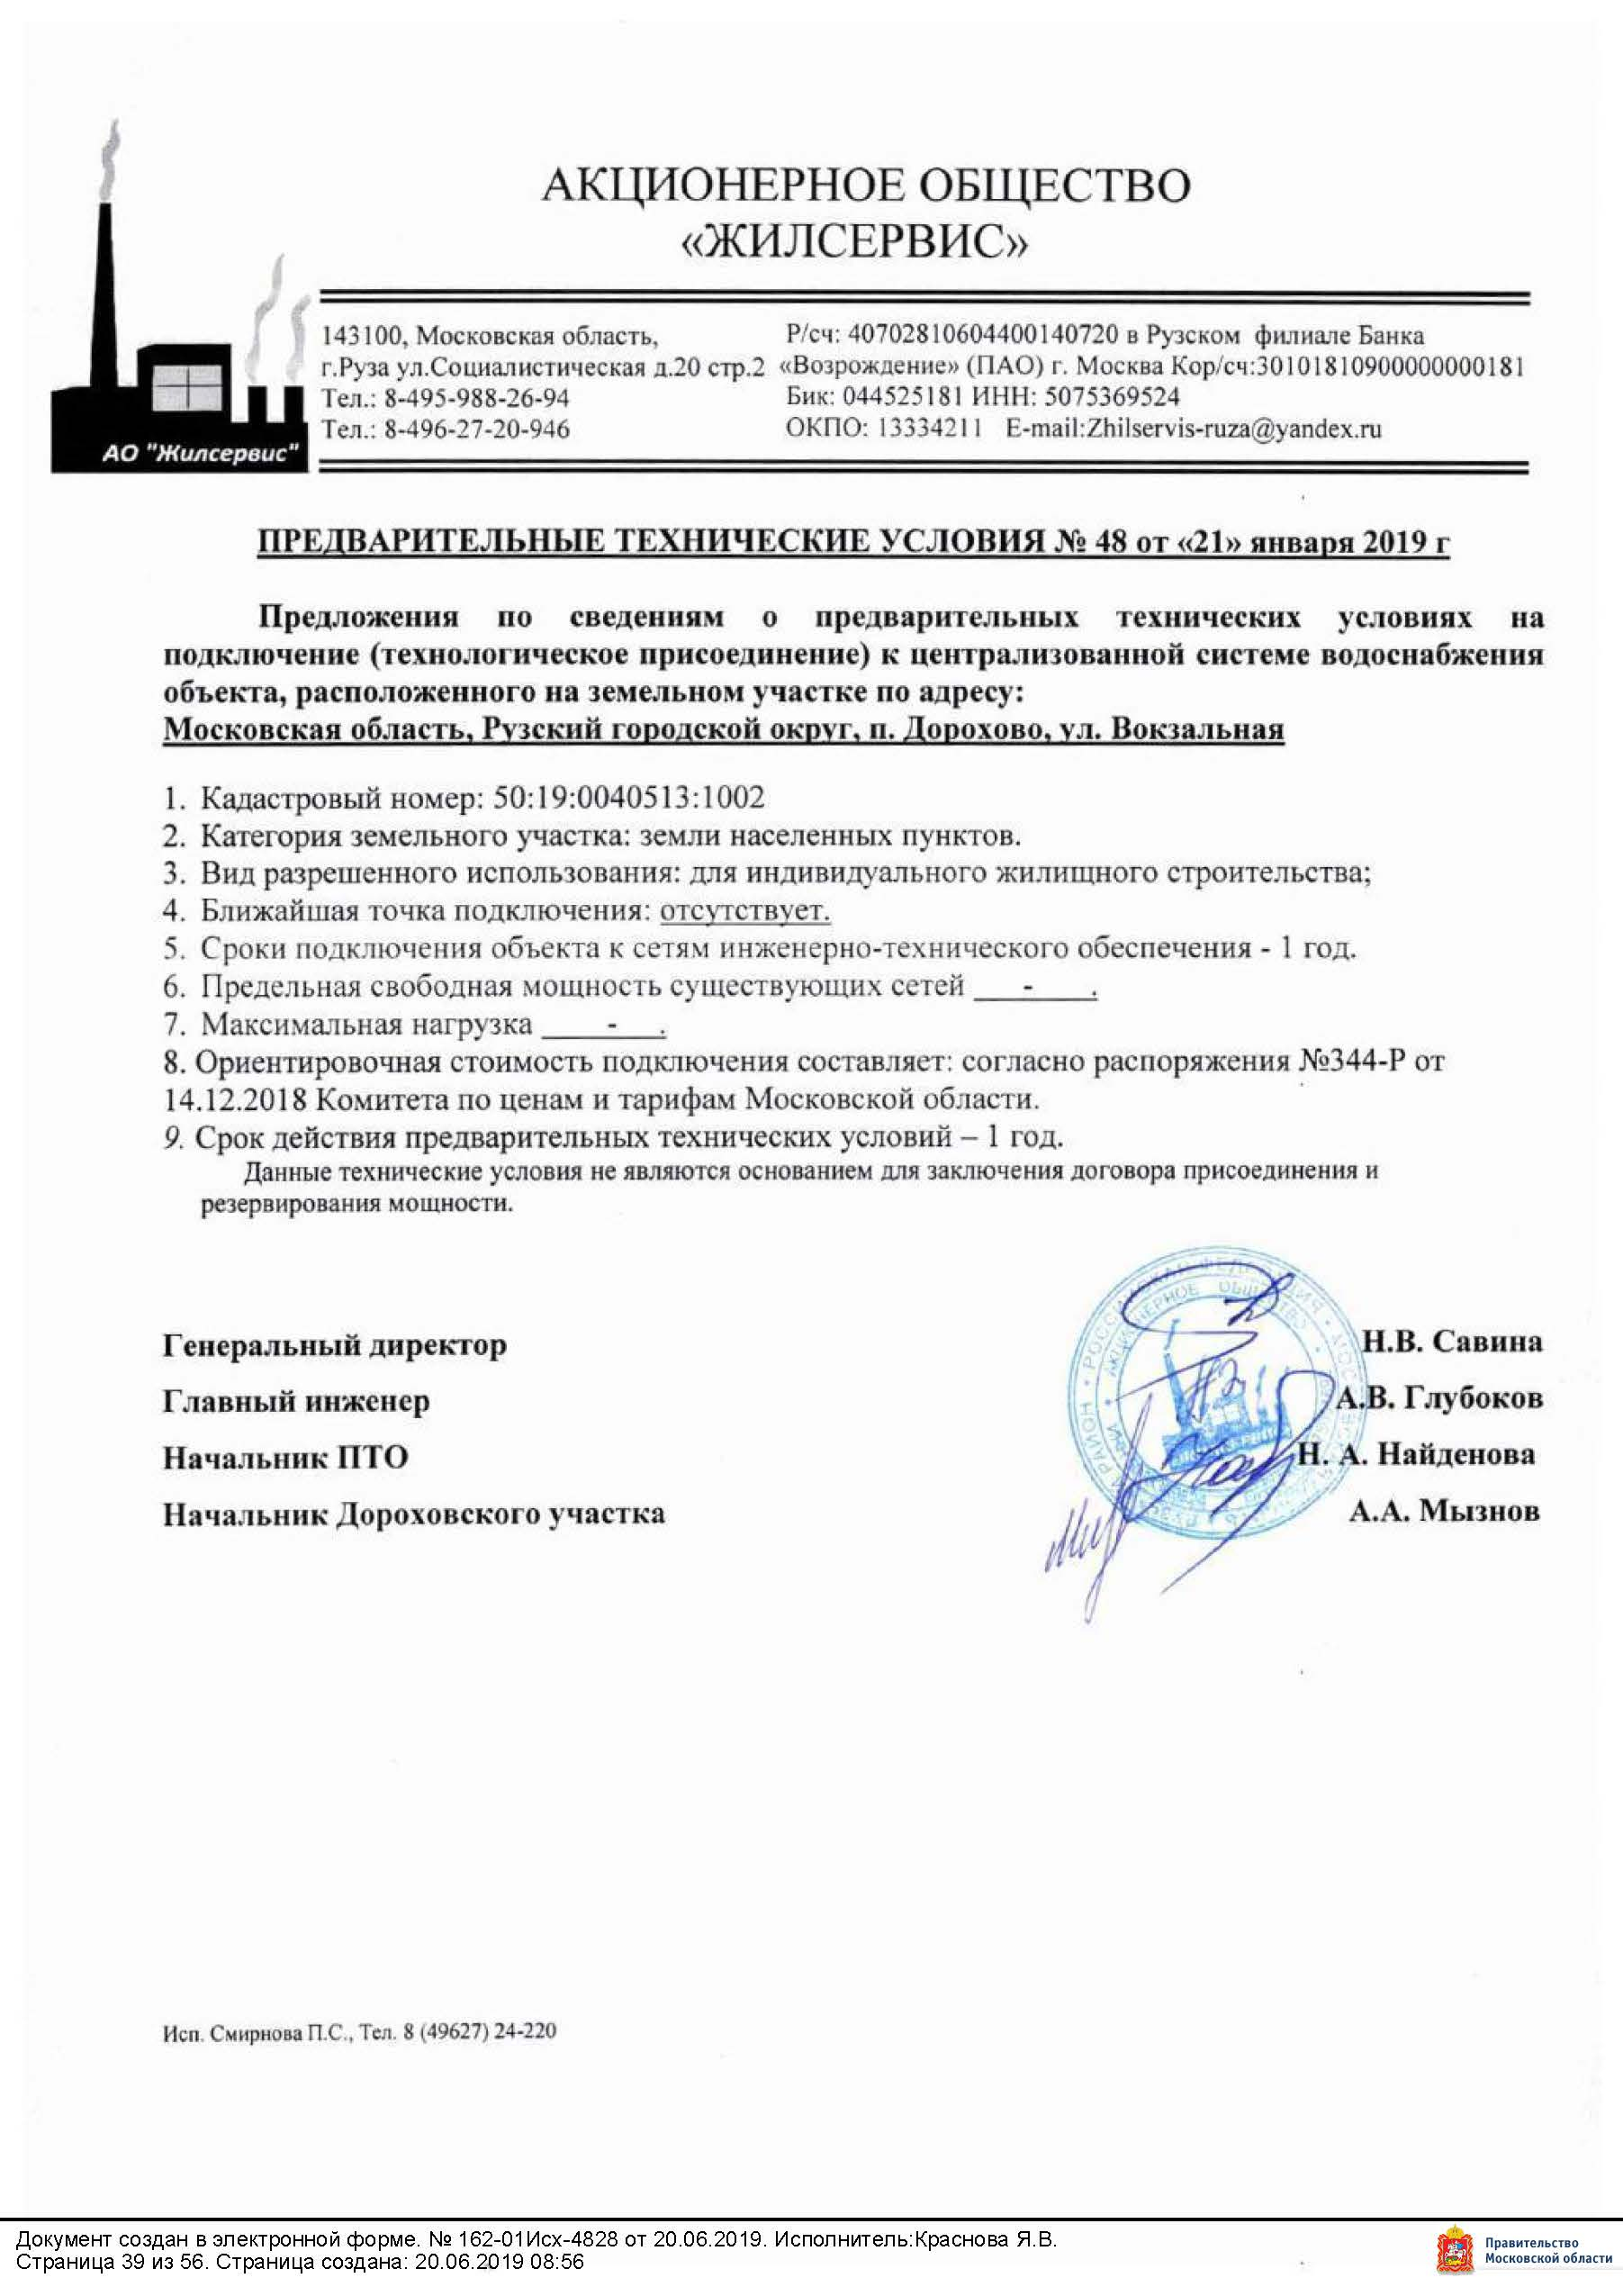 АКЦИОНЕРНОЕ ОБЩЕСТВО
«ЖИЛСЕРВИС»
АО "Жилсервис"
143100, Московская область,
г.Руза ул.Социалистическая д.20 стр.2
Тел.: 8-495-988-26-94
Тел.: 8-496-27-20-946
Р/сч: 40702810604400140720 в Рузском филиале Банка
«Возрождение» (ПАО) г. Москва Кор/сч:30101810900000000181
Бик: 044525181 ИНН: 5075369524
ОКПО: 13334211 E-mail:Zhilservis-ruza@yandex.ru
ПРЕДВАРИТЕЛЬНЫЕ ТЕХНИЧЕСКИЕ УСЛОВИЯ № 48 от «21» января 2019 г
Предложения по сведениям о предварительных технических условиях на
подключение (технологическое присоединение) к централизованной системе водоснабжения
объекта, расположенного на земельном участке по адресу:
Московская область, Рузский городской округ, п. Дорохово, ул. Вокзальная
1. Кадастровый номер: 50:19:0040513:1002
2. Категория земельного участка: земли населенных пунктов.
3. Вид разрешенного использования: для индивидуального жилищного строительства;
4. Ближайшая точка подключения: отсутствует.
5. Сроки подключения объекта к сетям инженерно-технического обеспечения - 1 год.
6. Предельная свободная мощность существующих сетей ___-____.
7. Максимальная нагрузка ____-___.
8. Ориентировочная стоимость подключения составляет: согласно распоряжения №344-Р от
14.12.2018 Комитета по ценам и тарифам Московской области.
9. Срок действия предварительных технических условий – 1 год.
Данные технические условия не являются основанием для заключения договора присоединения и
резервирования мощности.
Генеральный директор Н.В. Савина
Главный инженер А.В. Глубоков
Начальник ПТО Н. А. Найденова
Начальник Дороховского участка А.А. Мызнов
Исп. Смирнова П.С., Тел. 8 (49627) 24-220
Документ создан в электронной форме. № 162-01Исх-4828 от 20.06.2019. Исполнитель:Краснова Я.В.
Страница 39 из 56. Страница создана: 20.06.2019 08:56
Правительство
Московской области